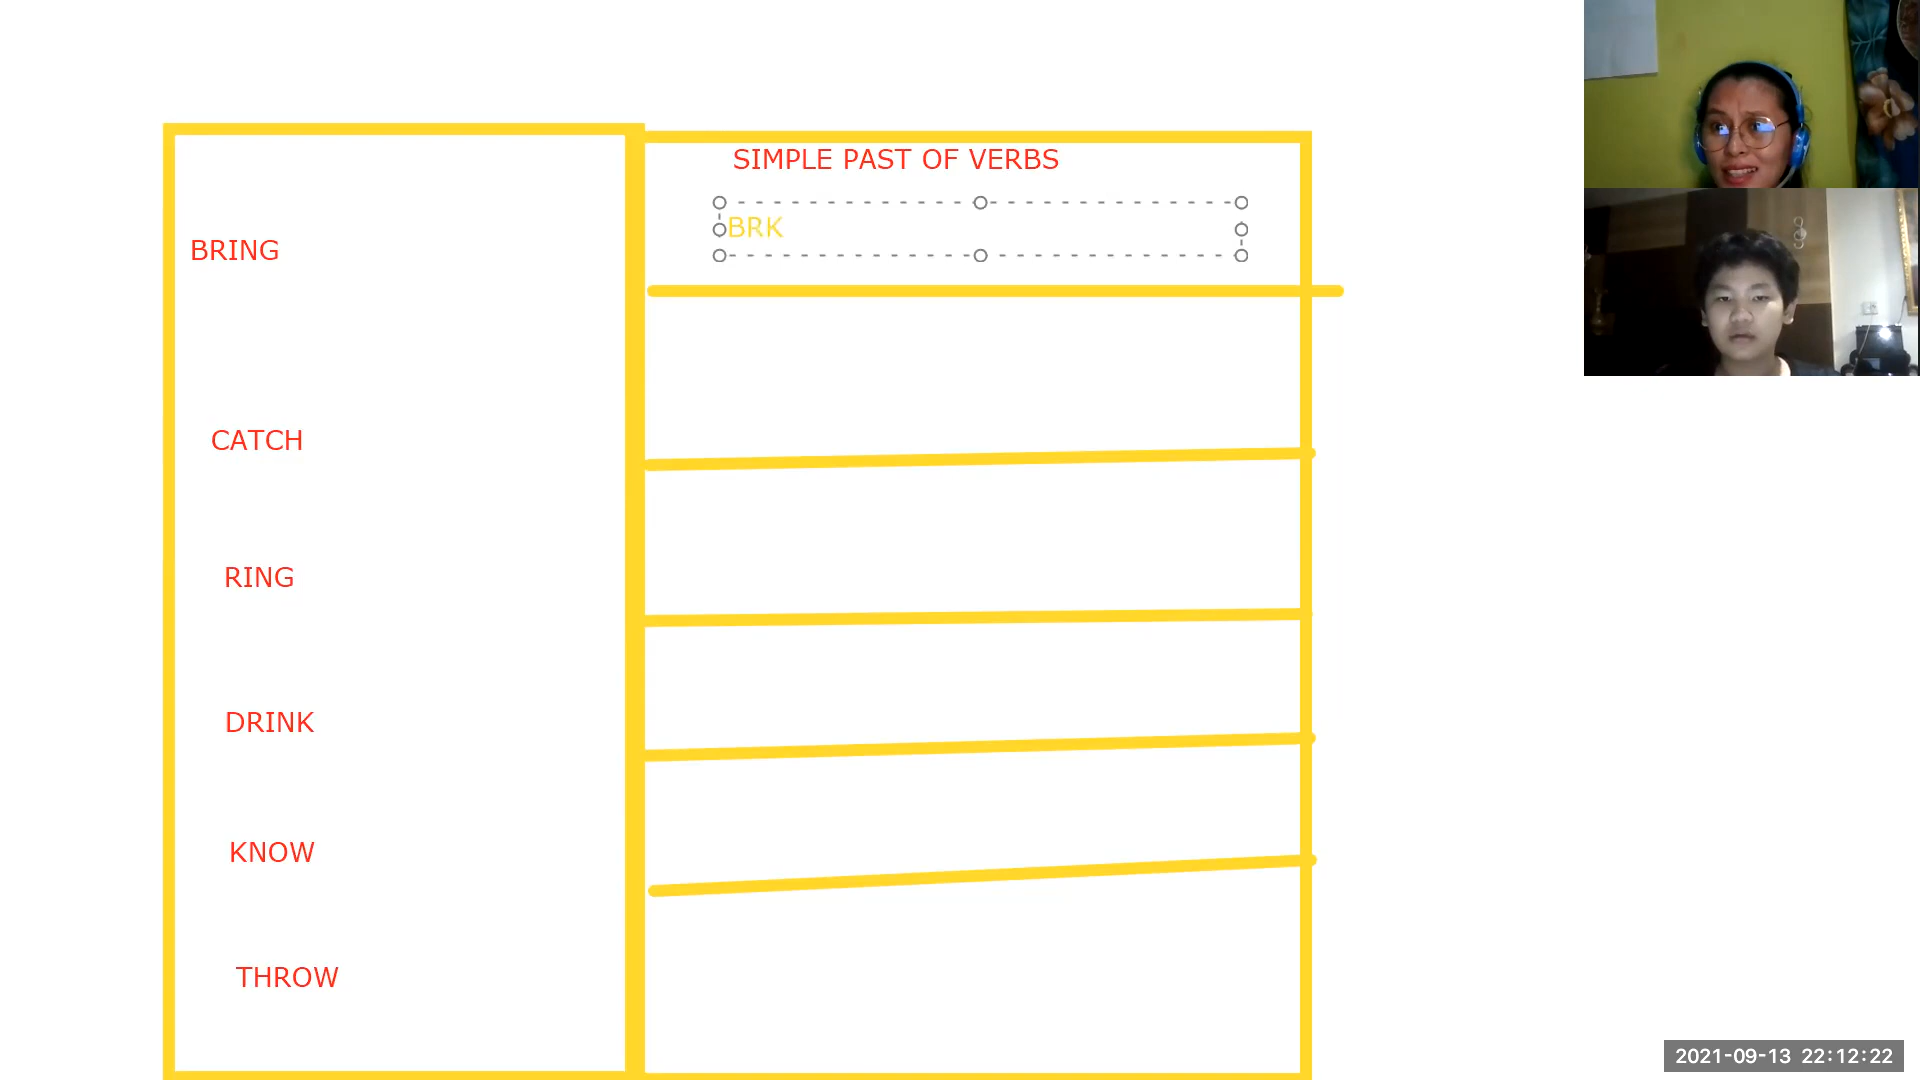 SIMPLE PAST OF VERBS
BRING
BRK
CATCH
RING
DRINK
KNOW
THROW
2021-09-13 22:12:22